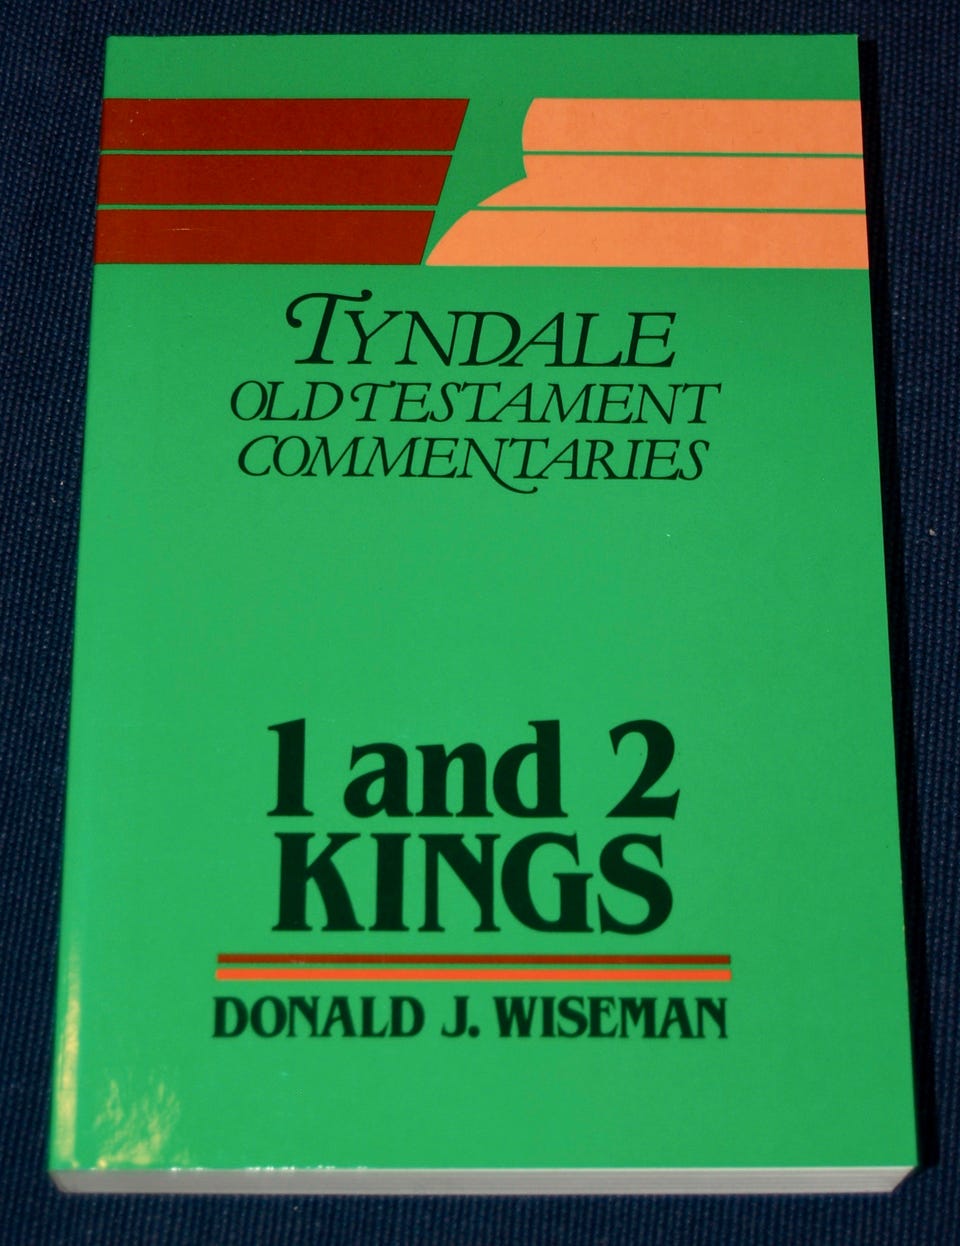 TYNDALE
OLD TESTAMENT
COMMENTARIES
1 and 2
KINGS
DONALD J. WISEMAN